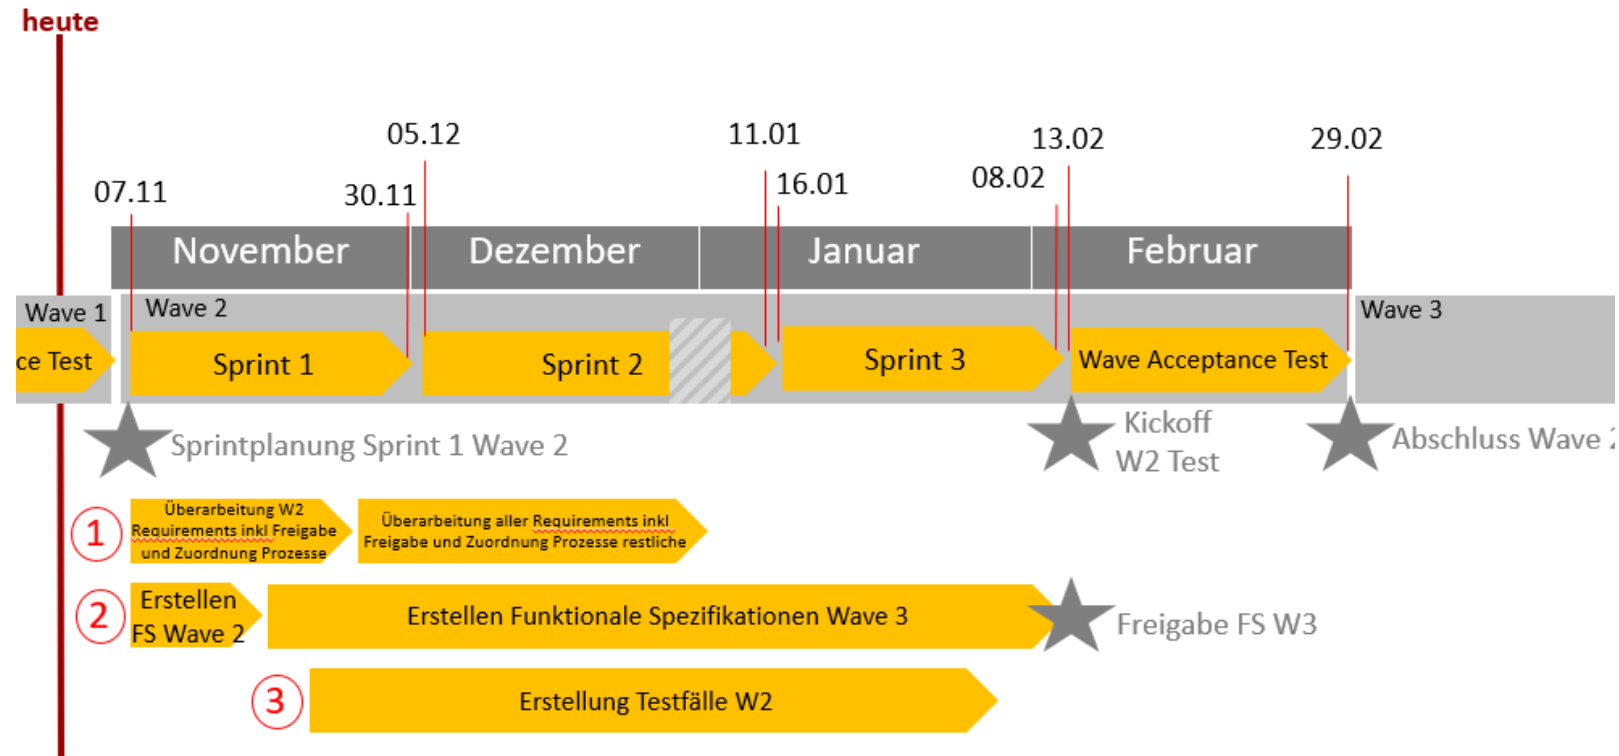 heute
05.12
11.01
13.02
29.02
07.11
30.11
16.01
08.02
November
Dezember
Januar
Februar
Wave 1
Wave 2
Wave 3
ce Test
Sprint 1
Sprint 2
Sprint 3
Wave Acceptance Test
Sprintplanung Sprint 1 Wave 2
Kickoff
W2 Test
Abschluss Wave 2
1
Überarbeitung W2
Requirements inkl Freigabe
und Zuordnung Prozesse
Überarbeitung aller Requirements inkl
Freigabe und Zuordnung Prozesse restliche
2
Erstellen
FS Wave 2
Erstellen Funktionale Spezifikationen Wave 3
Freigabe FS W3
3
Erstellung Testfälle W2